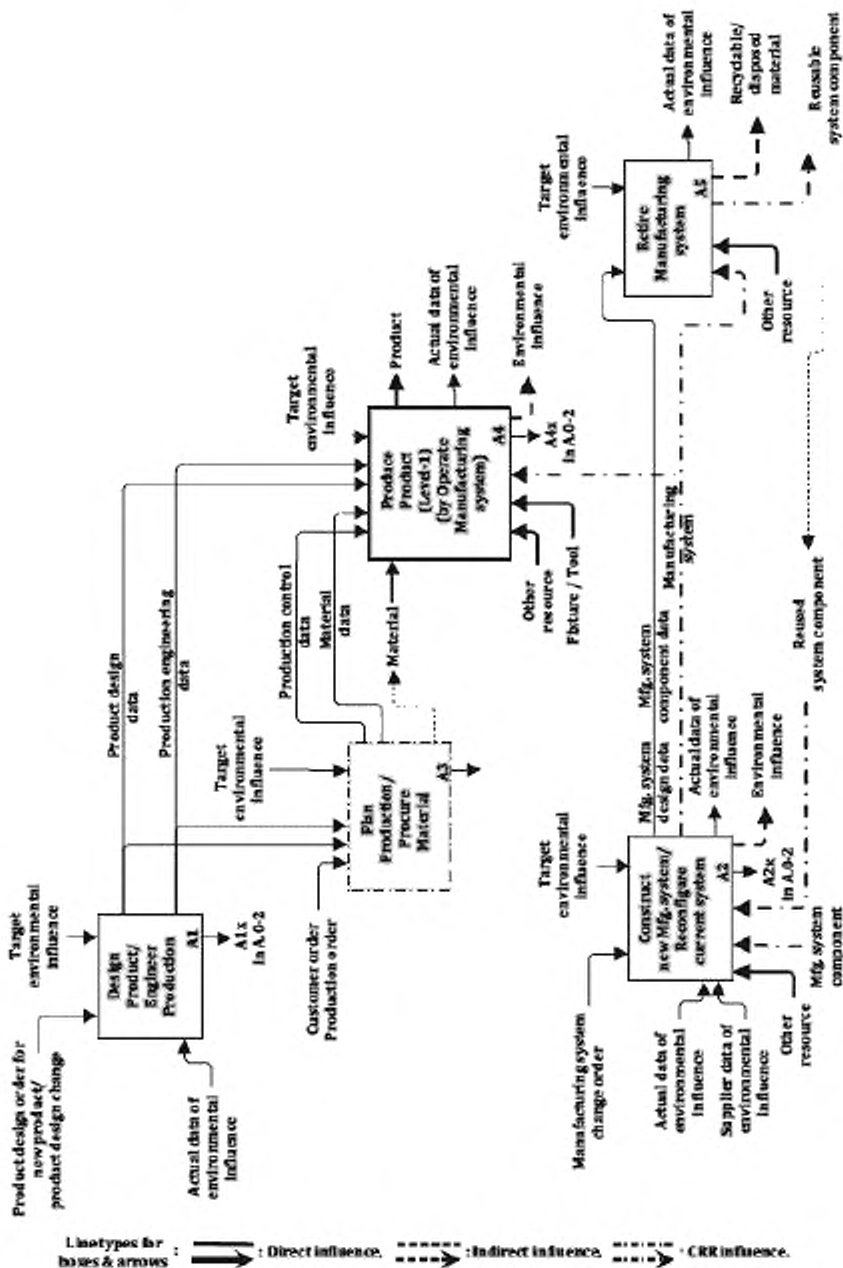 Product design order for
new product/
product design change
Target
environmental
influence
Design
Product/
Engineer
Production
A1
A1x
in A.0-2
Actual data of
environmental
influence
Product design
data
Production engineering
data
Customer order
Production order
Target
environmental
influence
Plan
Production/
Procure
Material
A3
Production control
data
Material
data
Material
Target
environmental
influence
Produce
Product
(Level-1)
(by Operate
Manufacturing
system)
A4
Product
Actual data of
environmental
influence
Environmental
influence
A4x
in A.0-2
Other
resource
Fixture / Tool
Manufacturing system
change order
Target
environmental
influence
Construct
new Mfg. system/
Reconfigure
current system
A2
Actual data of
environmental
influence
Supplier data of
environmental
influence
Other
resource
Mfg. system
component
A2x
in A.0-2
Environmental
influence
Actual data of
environmental
influence
Mfg. system
design data
Mfg. system
component data
Manufacturing
system
Reused
system component
Target
environmental
influence
Retire
Manufacturing
system
A5
Other
resource
Actual data of
environmental
influence
Recyclable/
disposed
material
Reusable
system component
Linetypes for
boxes & arrows
: : Direct influence. : Indirect influence. : CRR influence.